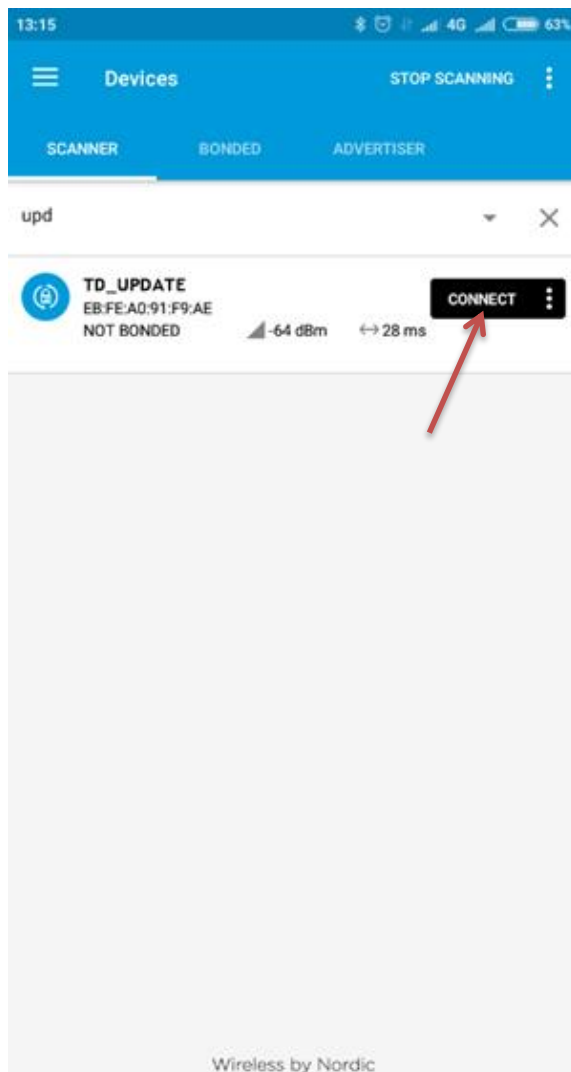 13:15 4G 63%
Devices STOP SCANNING
SCANNER BONDED ADVERTISER
upd
TD_UPDATE
EB:FE:A0:91:F9:AE
NOT BONDED -64 dBm 28 ms
CONNECT
Wireless by Nordic